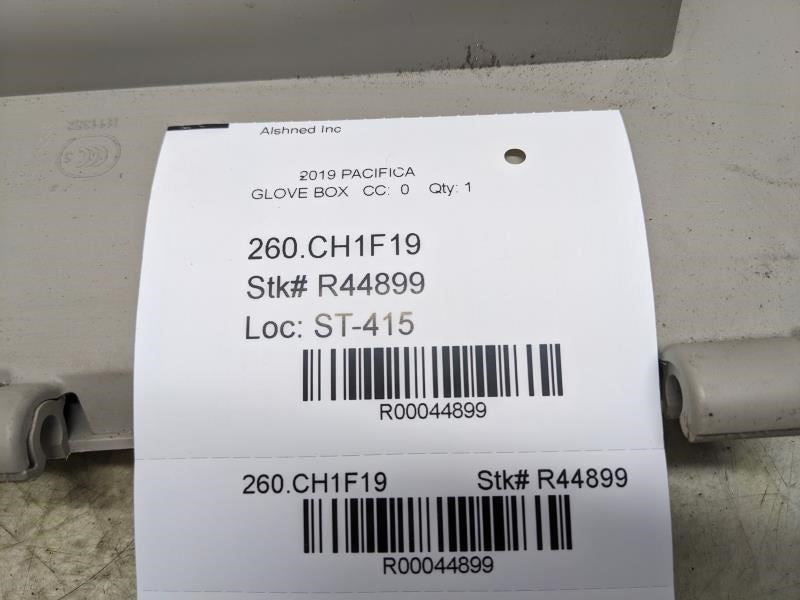 Alshned Inc
2019 PACIFICA
GLOVE BOX CC: 0 Qty: 1
260.CH1F19
Stk# R44899
Loc: ST-415
R00044899
260.CH1F19 Stk# R44899
R00044899